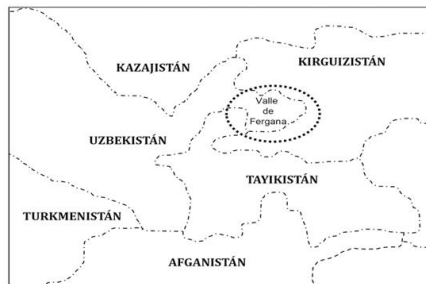 KAZAJISTÁN
KIRGUIZISTÁN
Valle
de
Fergana
UZBEKISTÁN
TAYIKISTÁN
TURKMENISTÁN
AFGANISTÁN